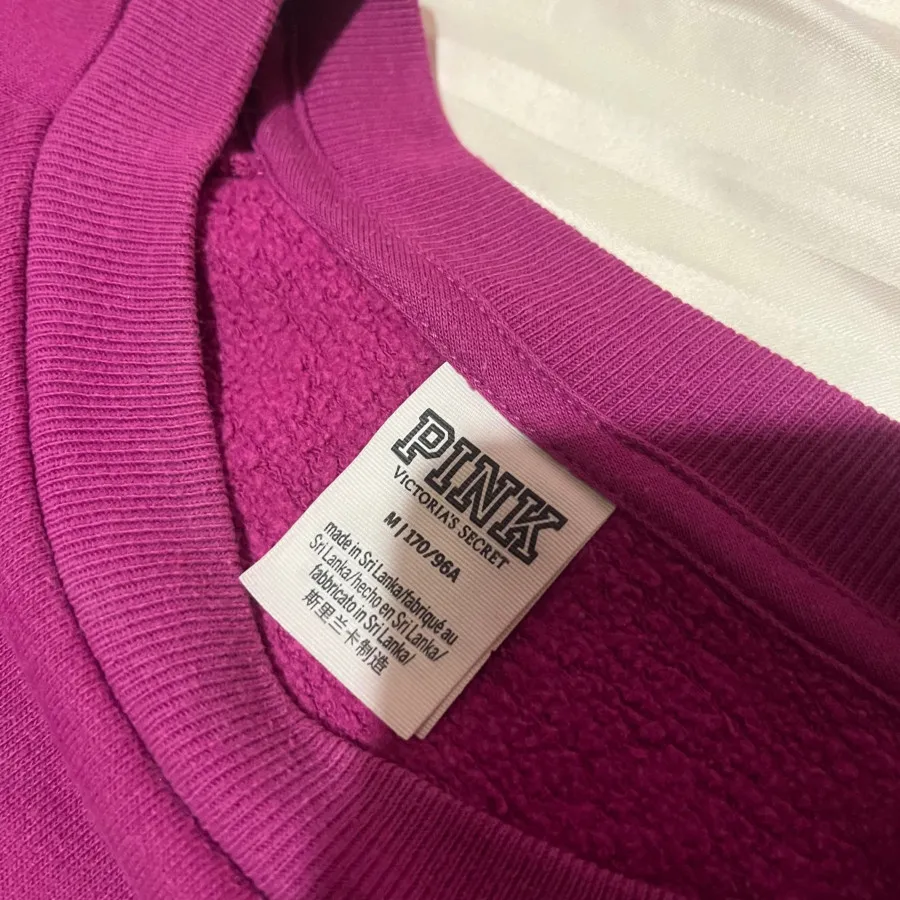 PINK
VICTORIA'S SECRET
M | 170/96A
made in Sri Lanka/fabriqué au
Sri Lanka/hecho en Sri Lanka/
fabbricato in Sri Lanka/
斯里兰卡制造